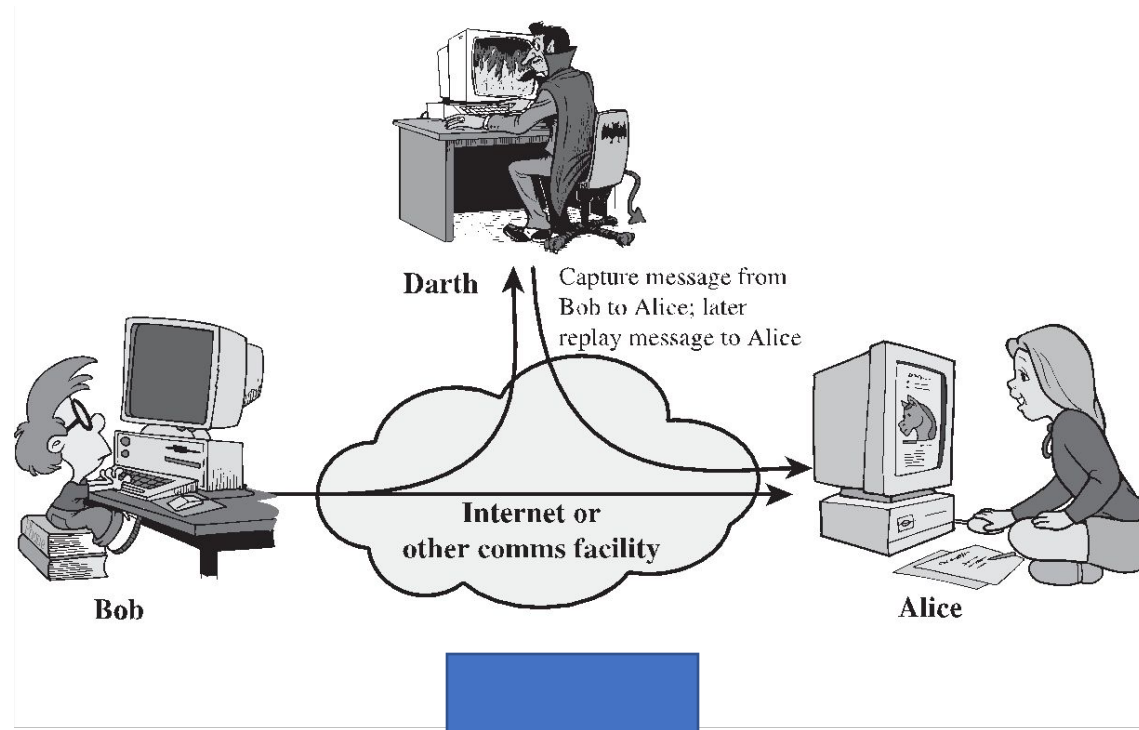 Darth
Capture message from
Bob to Alice; later
replay message to Alice
Internet or
other comms facility
Bob
Alice